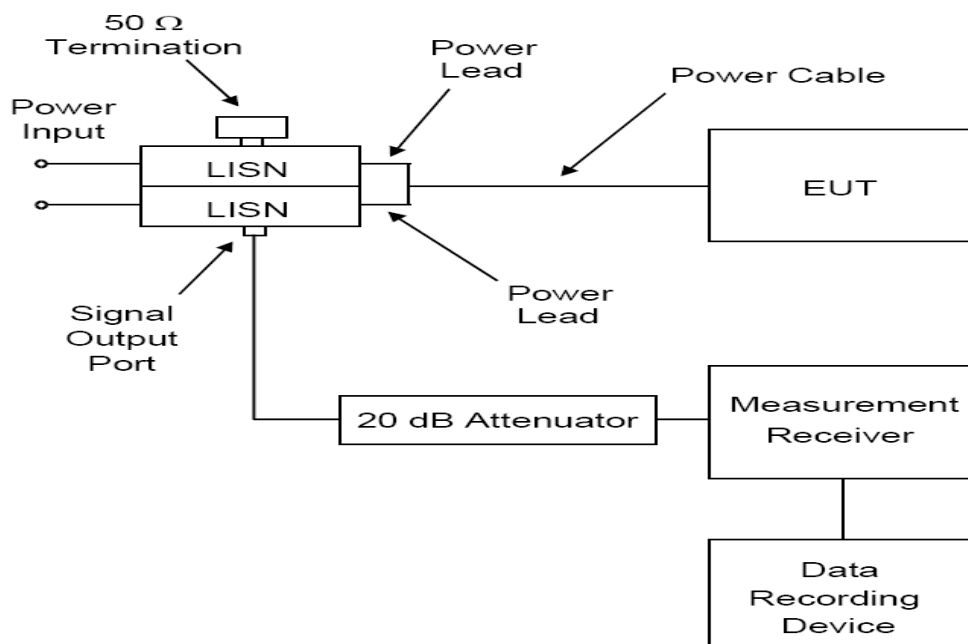 50 Ω
Termination
Power
Lead
Power Cable
Power
Input
LISN
LISN
EUT
Signal
Output
Port
Power
Lead
20 dB Attenuator
Measurement
Receiver
Data
Recording
Device